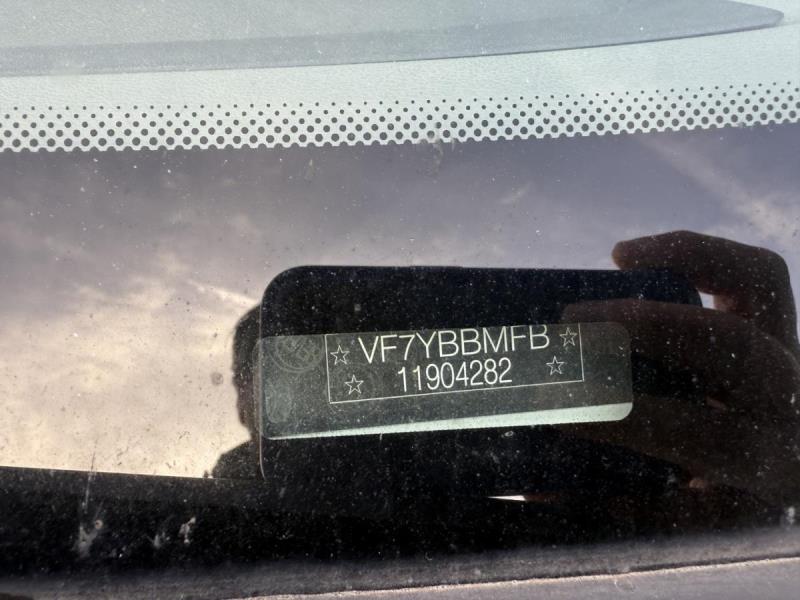 ☆ VF7YBBMFB ☆
☆ 11904282 ☆